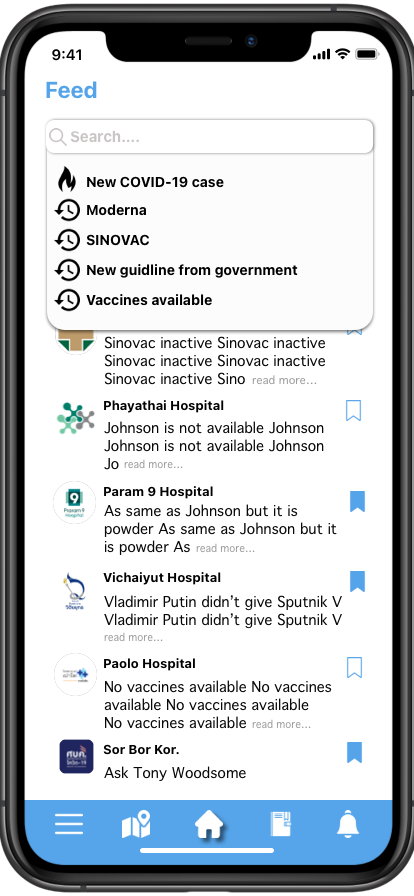 9:41
Feed
Search....
New COVID-19 case
Moderna
SINOVAC
New guidline from government
Vaccines available
Sinovac inactive Sinovac inactive
Sinovac inactive Sinovac inactive
Sinovac inactive Sino read more...
Phayathai Hospital
Johnson is not available Johnson
Johnson is not available Johnson
Jo read more...
Param 9 Hospital
9
As same as Johnson but it is
powder As same as Johnson but it
is powder As read more...
Vichaiyut Hospital
Vladimir Putin didn't give Sputnik V
Vladimir Putin didn't give Sputnik V
read more...
Paolo Hospital
No vaccines available No vaccines
available No vaccines available
No vaccines available read more...
Sor Bor Kor.
ศบค.
Ask Tony Woodsome